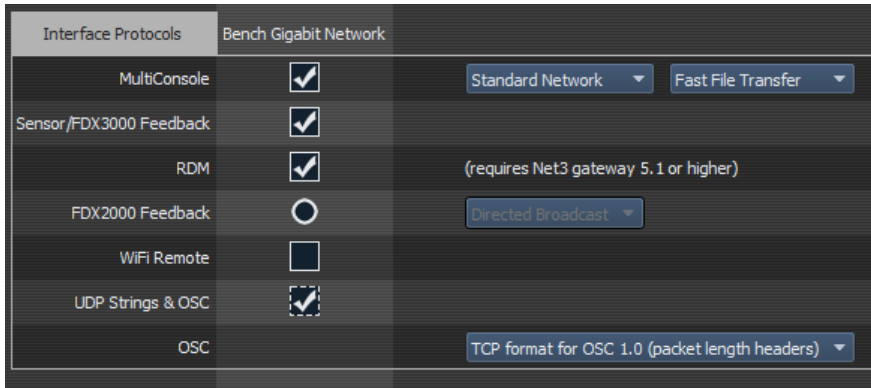 Interface Protocols Bench Gigabit Network
MultiConsole Standard Network Fast File Transfer
Sensor/FDX3000 Feedback
RDM (requires Net3 gateway 5.1 or higher)
FDX2000 Feedback Directed Broadcast
WiFi Remote
UDP Strings & OSC
OSC TCP format for OSC 1.0 (packet length headers)